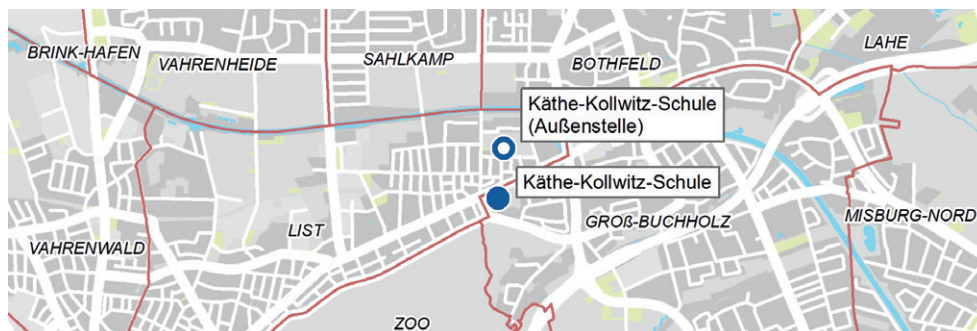 BRINK-HAFEN
VAHRENHEIDE
SAHLKAMP
BOTHFELD
LAHE
Käthe-Kollwitz-Schule
(Außenstelle)
Käthe-Kollwitz-Schule
VAHRENWALD
LIST
GROß-BUCHHOLZ
MISBURG-NORD
ZOO